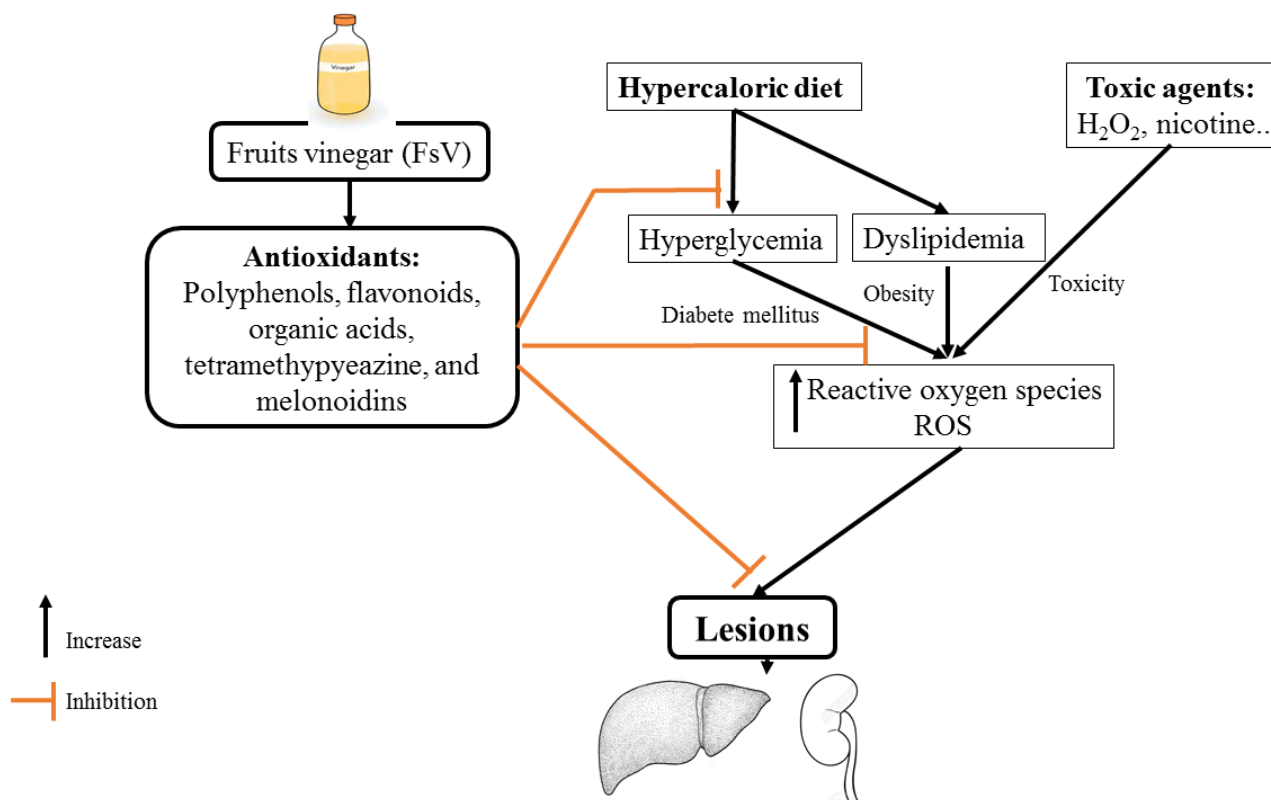 Vinegar
Fruits vinegar (FsV)
Antioxidants:
Polyphenols, flavonoids,
organic acids,
tetramethypyeazine, and
melonoidins
Hypercaloric diet
Toxic agents:
H₂O₂, nicotine..
Hyperglycemia
Dyslipidemia
Diabete mellitus
Obesity
Toxicity
Reactive oxygen species
ROS
Lesions
Increase
Inhibition